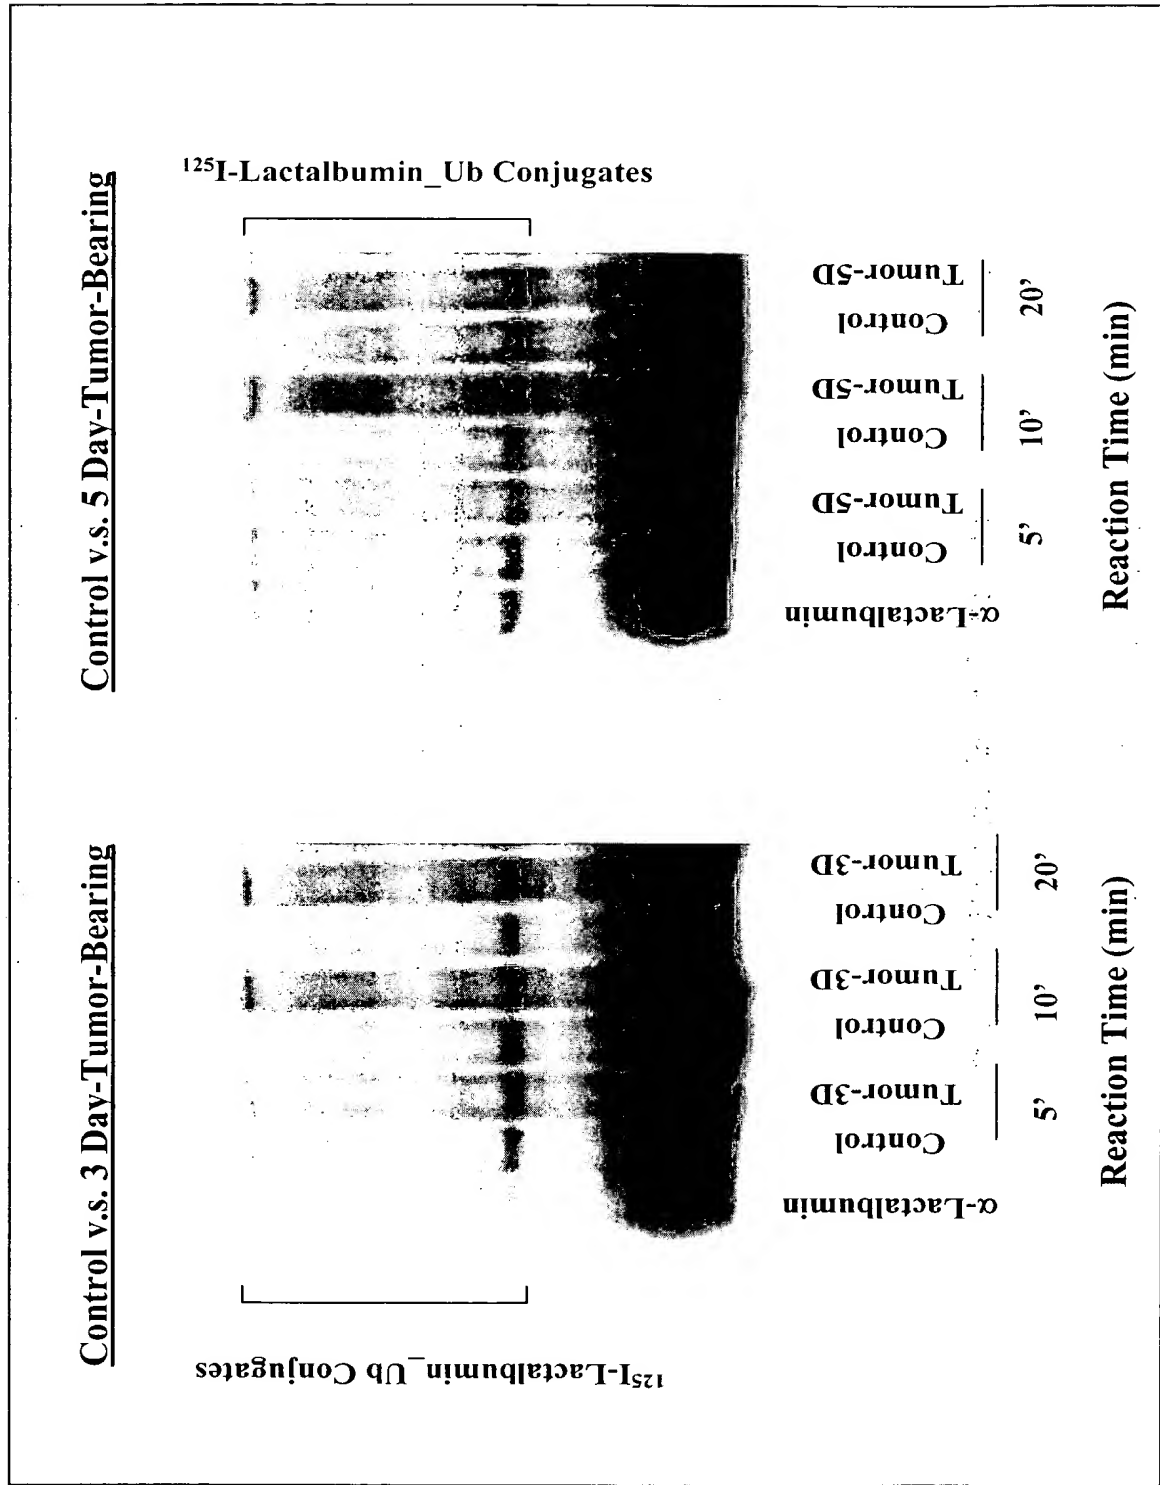 Control v.s. 3 Day-Tumor-Bearing
¹²⁵I-Lactalbumin_Ub Conjugates
α-Lactalbumin
Control
Tumor-3D
Control
Tumor-3D
Control
Tumor-3D
5'
10'
20'
Reaction Time (min)
Control v.s. 5 Day-Tumor-Bearing
¹²⁵I-Lactalbumin_Ub Conjugates
α-Lactalbumin
Control
Tumor-5D
Control
Tumor-5D
Control
Tumor-5D
5'
10'
20'
Reaction Time (min)